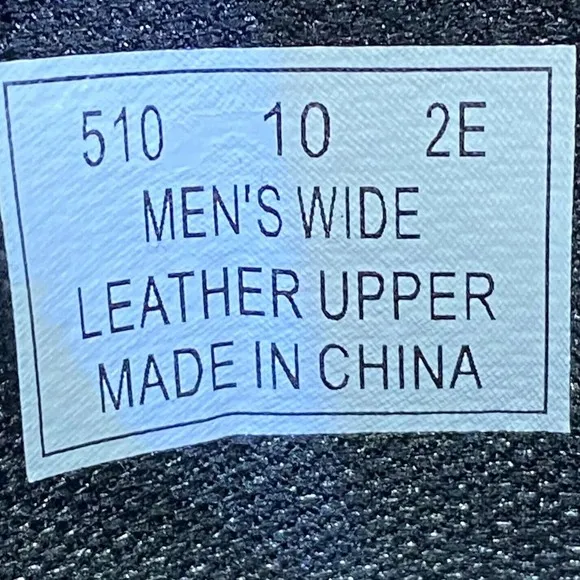 510 10 2E
MEN'S WIDE
LEATHER UPPER
MADE IN CHINA